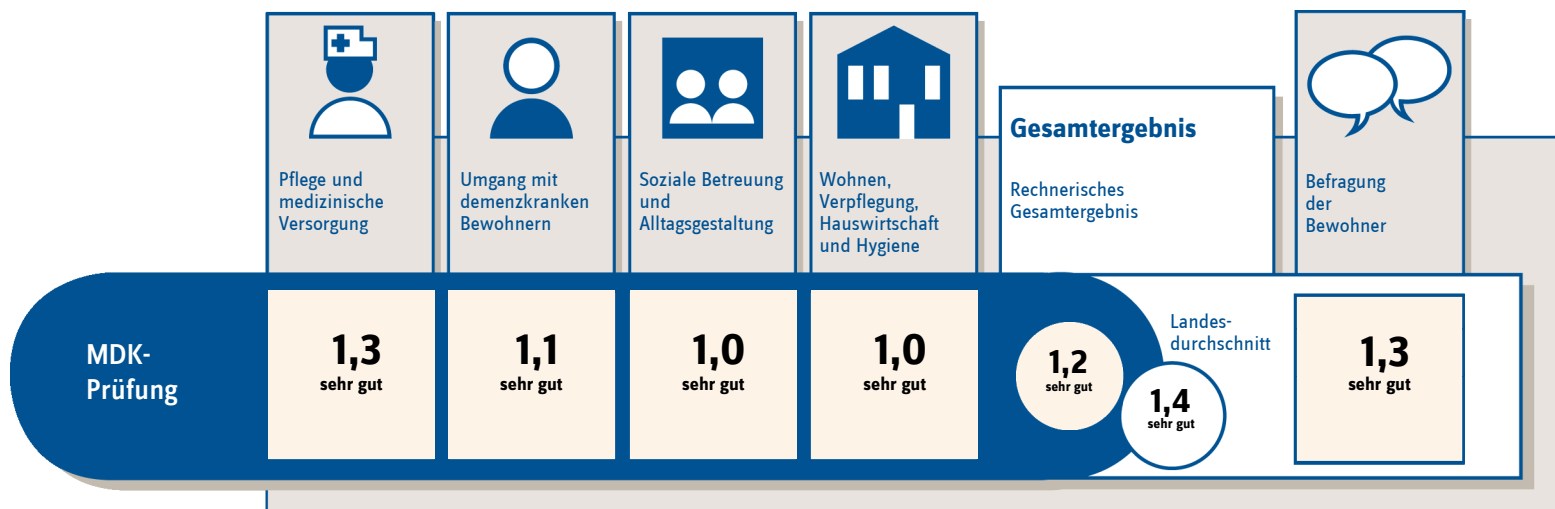 Pflege und
medizinische
Versorgung
Umgang mit
demenzkranken
Bewohnern
Soziale Betreuung
und
Alltagsgestaltung
Wohnen,
Verpflegung,
Hauswirtschaft
und Hygiene
Gesamtergebnis
Rechnerisches
Gesamtergebnis
Befragung
der
Bewohner
MDK-
Prüfung
1,3
sehr gut
1,1
sehr gut
1,0
sehr gut
1,0
sehr gut
1,2
sehr gut
Landes-
durchschnitt
1,4
sehr gut
1,3
sehr gut